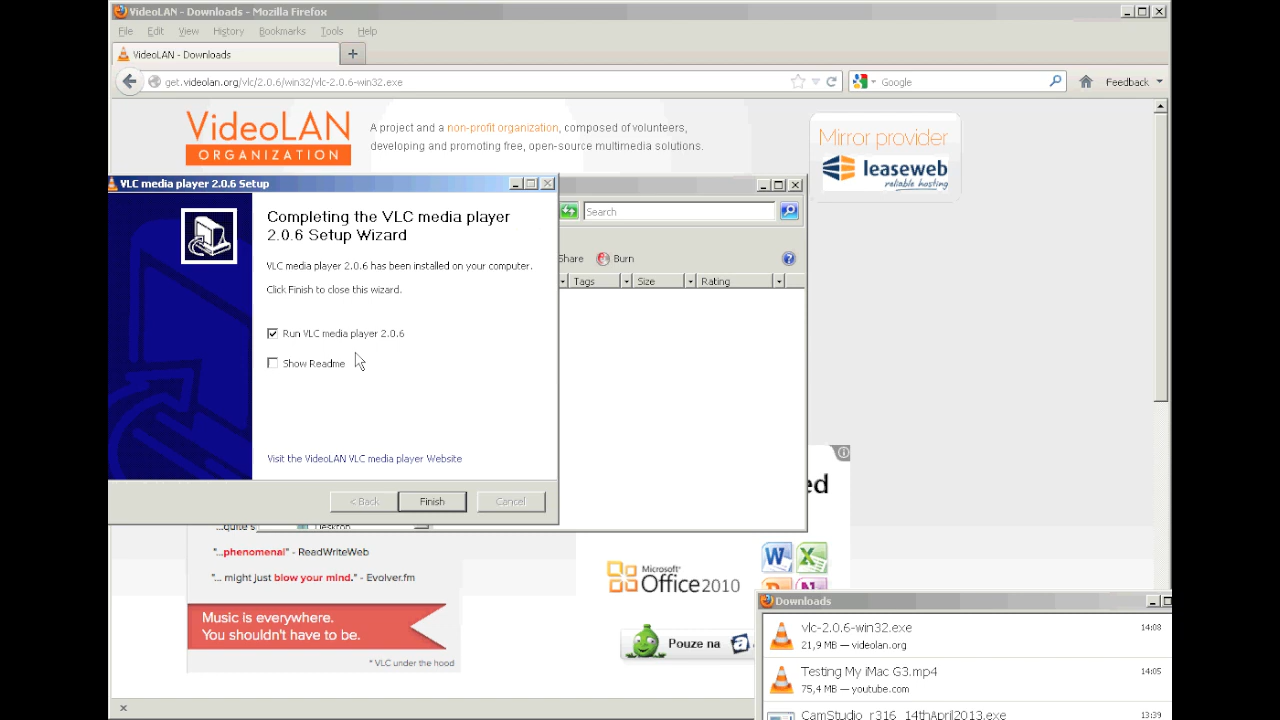 VideoLAN - Downloads - Mozilla Firefox
File Edit View History Bookmarks Tools Help
VideoLAN - Downloads
get.videolan.org/vlc/2.0.6/win32/vlc-2.0.6-win32.exe
Google
Feedback
VideoLAN
ORGANIZATION
A project and a non-profit organization, composed of volunteers,
developing and promoting free, open-source multimedia solutions.
Mirror provider
leaseweb
reliable hosting
VLC media player 2.0.6 Setup
Completing the VLC media player
2.0.6 Setup Wizard
VLC media player 2.0.6 has been installed on your computer.
Click Finish to close this wizard.
Run VLC media player 2.0.6
Show Readme
Visit the VideoLAN VLC media player Website
< Back Finish Cancel
Search
Share Burn
Tags Size Rating
ed
"...quite s
Desktop
"...phenomenal" - ReadWriteWeb
"... might just blow your mind." - Evolver.fm
Music is everywhere.
You shouldn't have to be.
* VLC under the hood
Microsoft
Office 2010
Pouze na
Downloads
vlc-2.0.6-win32.exe 14:08
21,9 MB — videolan.org
Testing My iMac G3.mp4 14:05
75,4 MB — youtube.com
CamStudio_r316_14thApril2013.exe 13:39